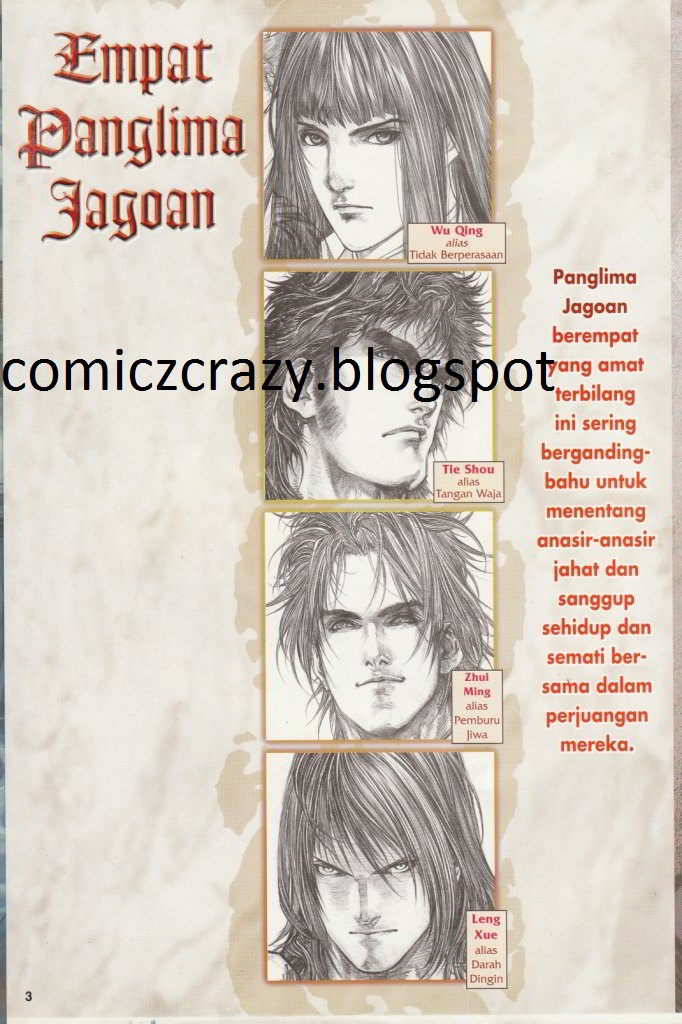 Empat
Panglima
Jagoan
Wu Qing
alias
Tidak Berperasaan
Panglima
Jagoan
berempat
yang amat
terbilang
ini sering
berganding-
bahu untuk
menentang
anasir-anasir
jahat dan
sanggup
sehidup dan
semati ber-
sama dalam
perjuangan
mereka.
comiczcrazy.blogspot
Tie Shou
alias
Tangan Waja
Zhui
Ming
alias
Pemburu
Jiwa
Leng
Xue
alias
Darah
Dingin
3